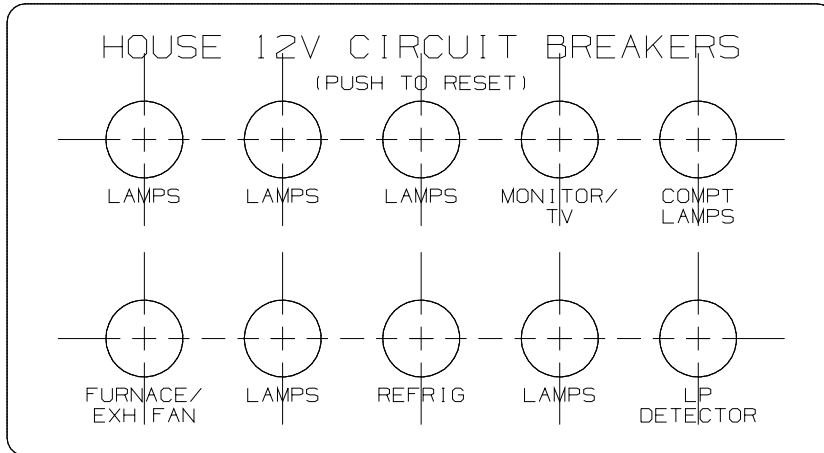 HOUSE 12V CIRCUIT BREAKERS
(PUSH TO RESET)
LAMPS LAMPS LAMPS MONITOR/ COMPT
TV LAMPS
FURNACE/ LAMPS REFRIG LAMPS LP
EXH FAN DETECTOR